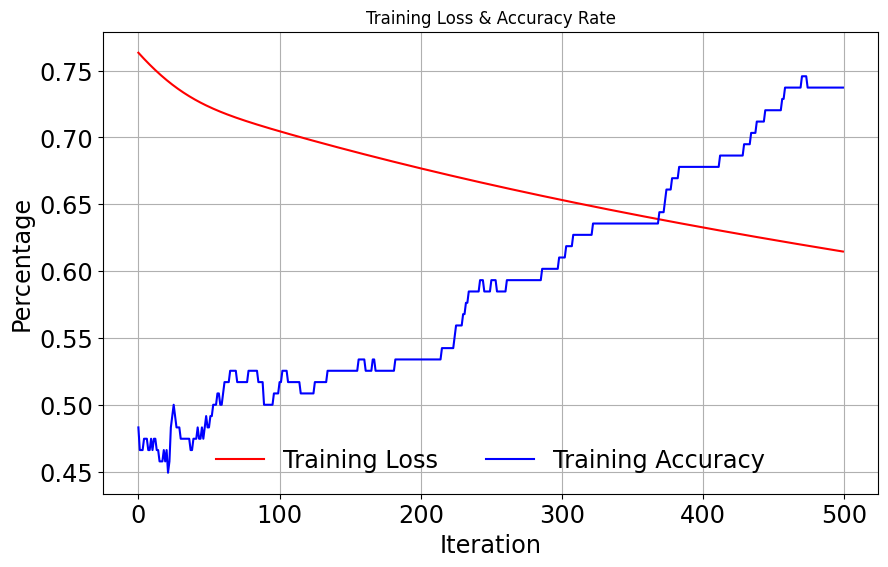 Training Loss & Accuracy Rate
Percentage
0.75
0.70
0.65
0.60
0.55
0.50
0.45
Training Loss
Training Accuracy
0 100 200 300 400 500
Iteration